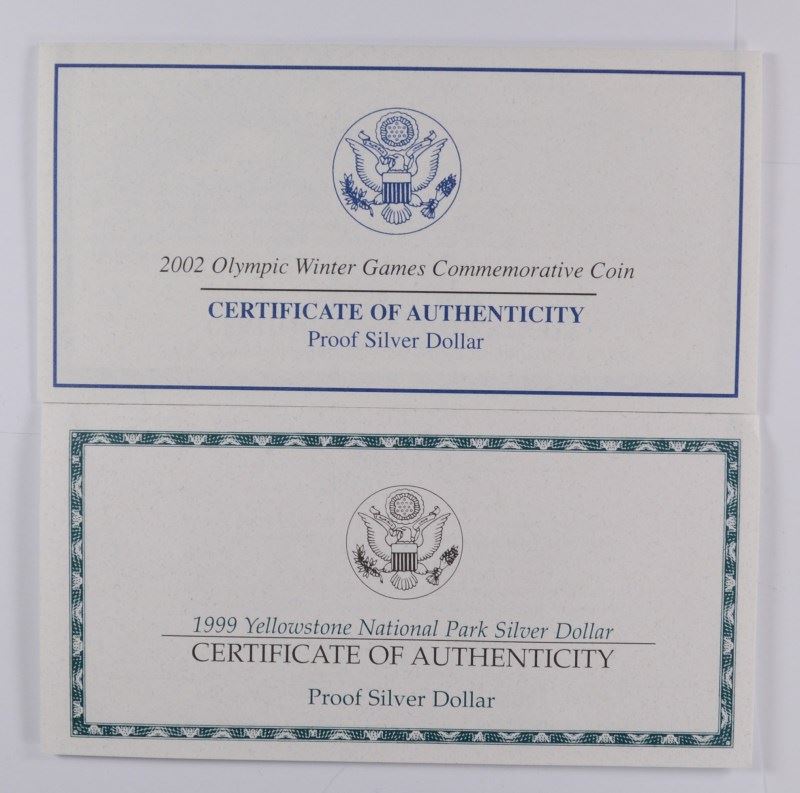 2002 Olympic Winter Games Commemorative Coin
CERTIFICATE OF AUTHENTICITY
Proof Silver Dollar
1999 Yellowstone National Park Silver Dollar
CERTIFICATE OF AUTHENTICITY
Proof Silver Dollar